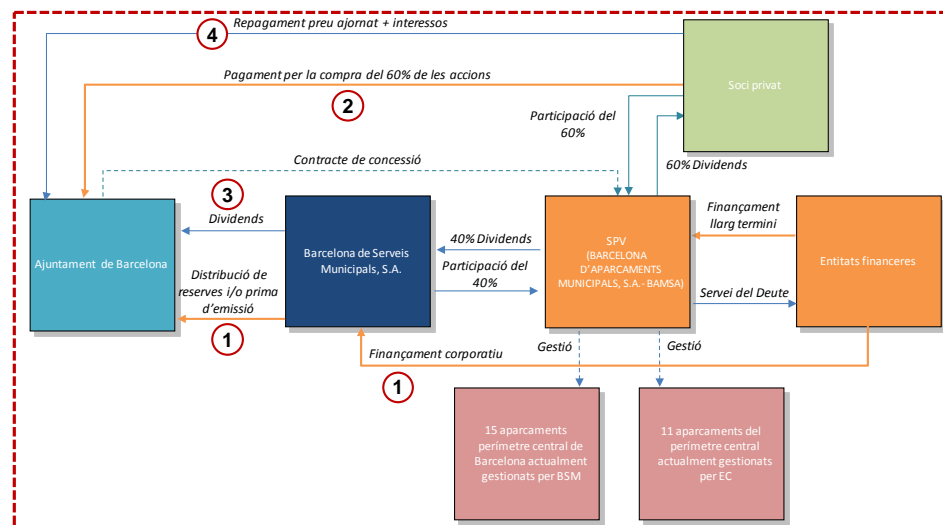 Repagament preu ajornat + interessos
4
Pagament per la compra del 60% de les accions
2
Soci privat
Participació del
60%
60% Dividends
Contracte de concessió
3
Dividends
Ajuntament de Barcelona
Distribució de
reserves i/o prima
d'emissió
1
Barcelona de Serveis
Municipals, S.A.
40% Dividends
Participació del
40%
SPV
(BARCELONA
D'APARCAMENTS
MUNICIPALS, S.A.- BAMSA)
Finançament
llarg termini
Servei del Deute
Entitats financeres
Finançament corporatiu
1
Gestió
Gestió
15 aparcaments
perímetre central de
Barcelona actualment
gestionats per BSM
11 aparcaments del
perímetre central
actualment gestionats
per EC